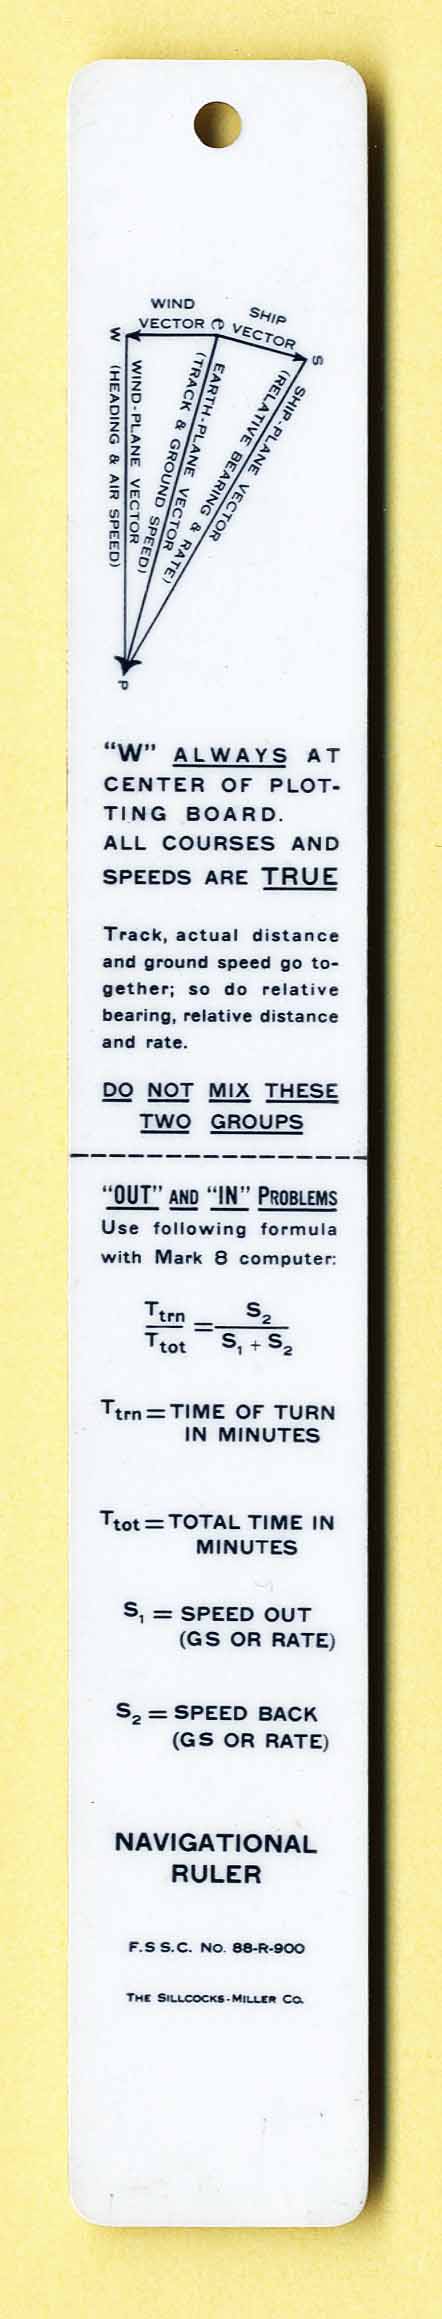 WIND
VECTOR
e
SHIP
VECTOR
W
S
WIND-PLANE VECTOR
(HEADING & AIR SPEED)
EARTH-PLANE VECTOR
(TRACK & GROUND SPEED)
SHIP-PLANE VECTOR
(RELATIVE BEARING & RATE)
P
"W" ALWAYS AT
CENTER OF PLOT-
TING BOARD.
ALL COURSES AND
SPEEDS ARE TRUE
Track, actual distance
and ground speed go to-
gether; so do relative
bearing, relative distance
and rate.
DO NOT MIX THESE
TWO GROUPS
"OUT" AND "IN" PROBLEMS
Use following formula
with Mark 8 computer:
Ttrn / Ttot = S2 / S1 + S2
Ttrn = TIME OF TURN
IN MINUTES
Ttot = TOTAL TIME IN
MINUTES
S1 = SPEED OUT
(GS OR RATE)
S2 = SPEED BACK
(GS OR RATE)
NAVIGATIONAL
RULER
F.S S.C. No. 88-R-900
THE SILLCOCKS-MILLER CO.